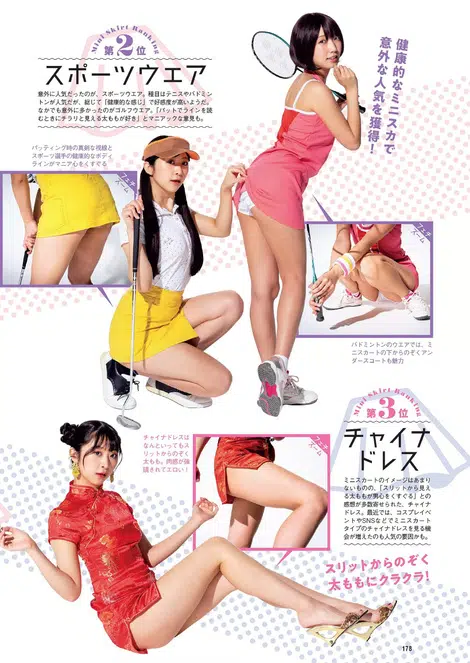 Mini Skirt Ranking
第2位
スポーツウエア
意外に人気だったのが、スポーツウエア。種目はテニスやバドミン
トンが人気だが、総じて「健康的な感じ」で好感度が高いようだ。
なかでも意外に多かったのがゴルフウエア。「パットでラインを読
むときにチラリと見える太ももが好き」とマニアックな意見も。
健康的なミニスカで
意外な人気を獲得!
パッティング時の真剣な視線と
スポーツ選手の健康的なボディ
ラインがマニア心をくすぐる
フェチ
ズーム
フェチ
ズーム
バドミントンのウエアでは、ミ
ニスカートの下からのぞくアン
ダースコートも魅力
Mini Skirt Ranking
第3位
チャイナ
ドレス
ミニスカートのイメージはあまり
ないものの、「スリットから見え
る太ももが男心をくすぐる」との
感想が多数寄せられた、チャイナ
ドレス。最近では、コスプレイベ
ントやSNSなどでミニスカート
タイプのチャイナドレスを見る機
会が増えたのも人気の要因かも。
チャイナドレスは
なんといってもス
リットからのぞく
太もも。肉感が強
調されてエロい!
フェチ
ズーム
スリットからのぞく
太ももにクラクラ!
178